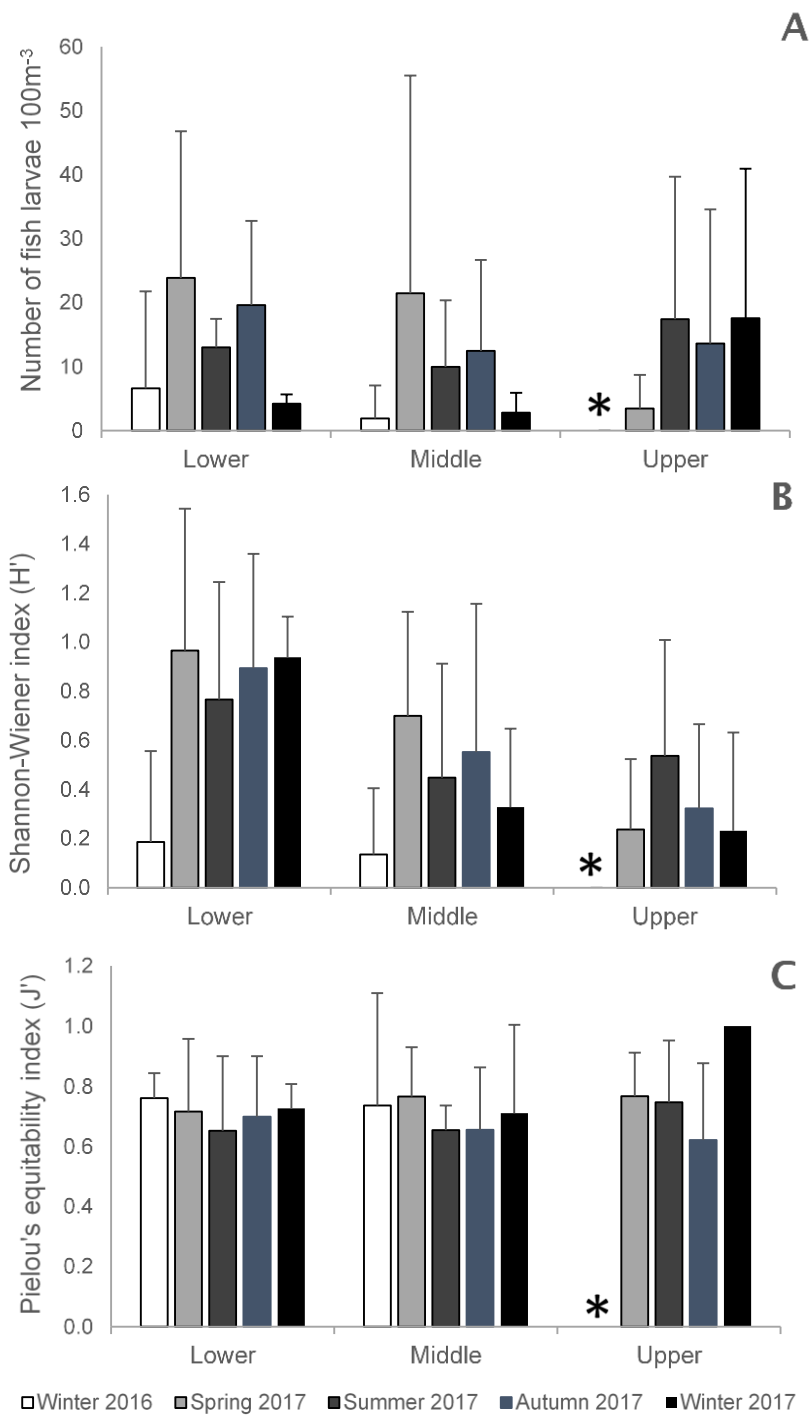 A
Number of fish larvae 100m-3
60
50
40
30
20
10
0
*
Lower Middle Upper
B
Shannon-Wiener index (H')
1.6
1.4
1.2
1.0
0.8
0.6
0.4
0.2
0.0
*
Lower Middle Upper
C
Pielou's equitability index (J')
1.2
1.0
0.8
0.6
0.4
0.2
0.0
*
Lower Middle Upper
Winter 2016 Spring 2017 Summer 2017 Autumn 2017 Winter 2017